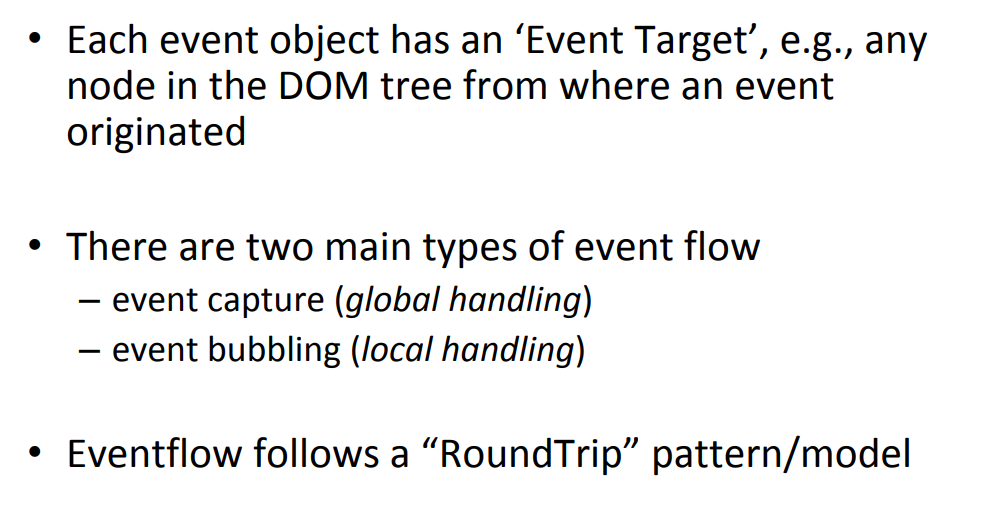 • Each event object has an ‘Event Target’, e.g., any
node in the DOM tree from where an event
originated
• There are two main types of event flow
– event capture (global handling)
– event bubbling (local handling)
• Eventflow follows a “RoundTrip” pattern/model